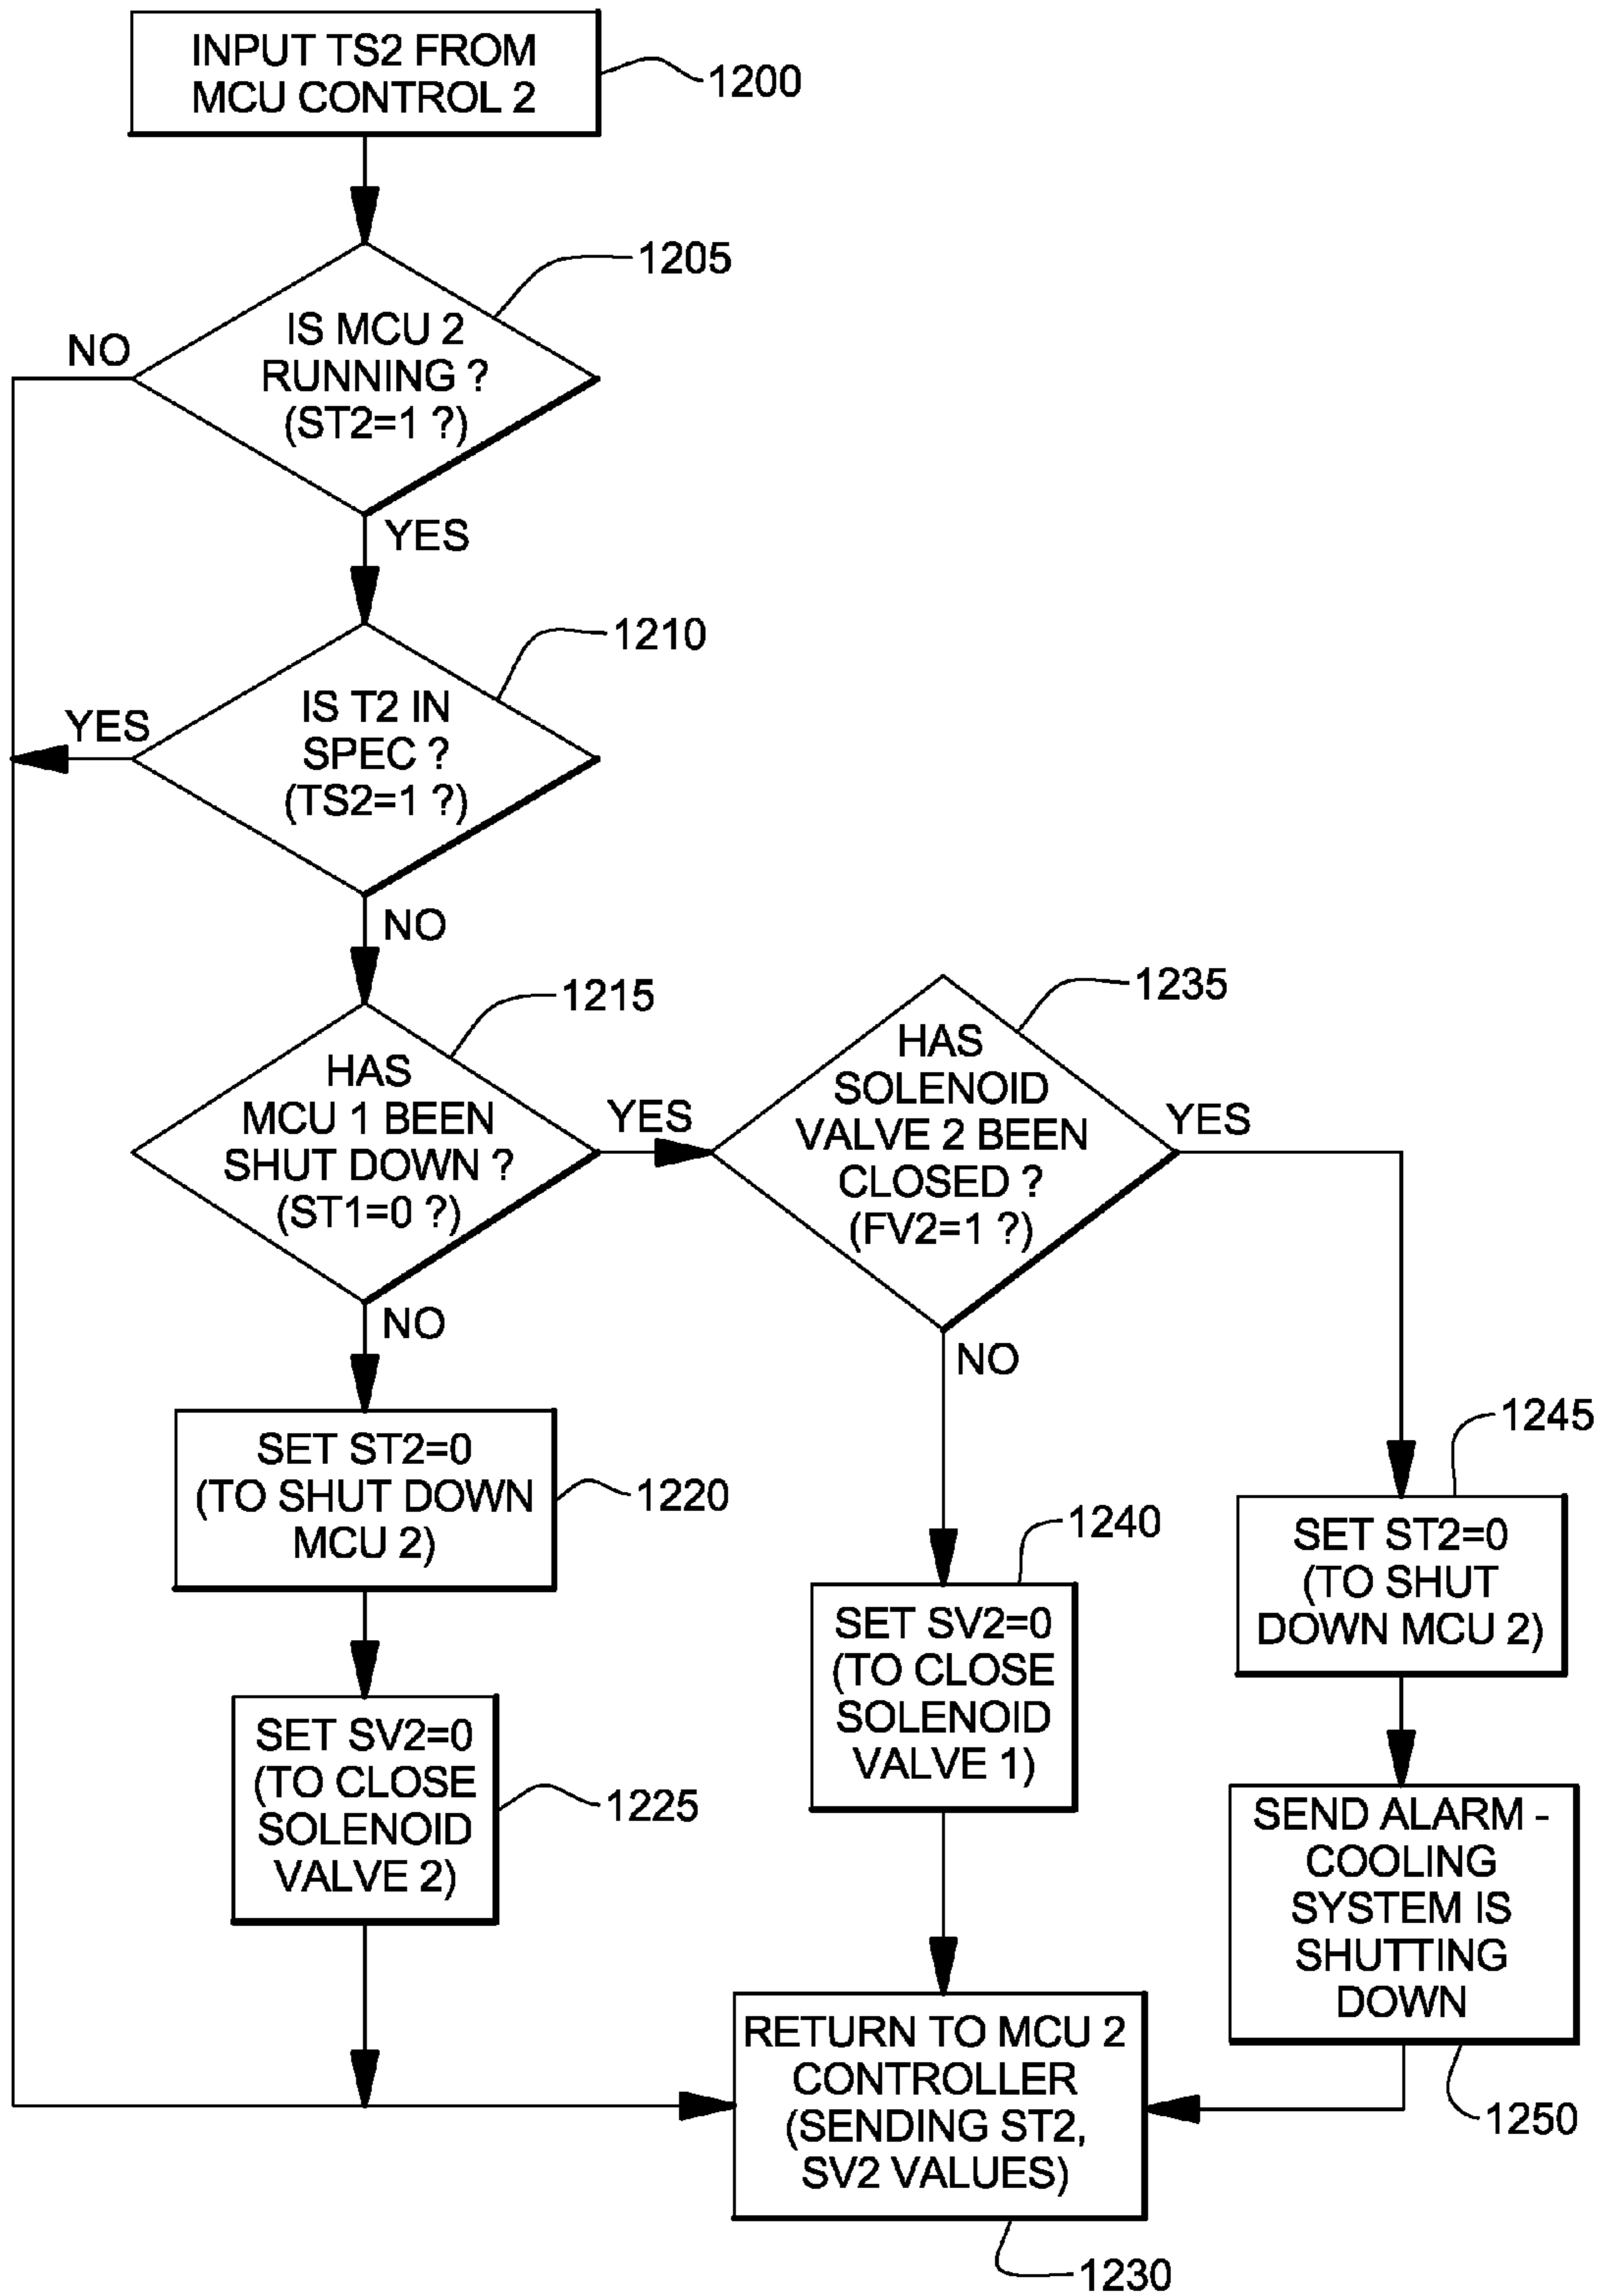 INPUT TS2 FROM
MCU CONTROL 2
1200
IS MCU 2
RUNNING ?
(ST2=1 ?)
1205
NO
YES
IS T2 IN
SPEC ?
(TS2=1 ?)
1210
YES
NO
HAS
MCU 1 BEEN
SHUT DOWN ?
(ST1=0 ?)
1215
YES
NO
HAS
SOLENOID
VALVE 2 BEEN
CLOSED ?
(FV2=1 ?)
1235
YES
NO
SET ST2=0
(TO SHUT DOWN
MCU 2)
1220
SET SV2=0
(TO CLOSE
SOLENOID
VALVE 2)
1225
SET SV2=0
(TO CLOSE
SOLENOID
VALVE 1)
1240
SET ST2=0
(TO SHUT
DOWN MCU 2)
1245
SEND ALARM -
COOLING
SYSTEM IS
SHUTTING
DOWN
1250
RETURN TO MCU 2
CONTROLLER
(SENDING ST2,
SV2 VALUES)
1230